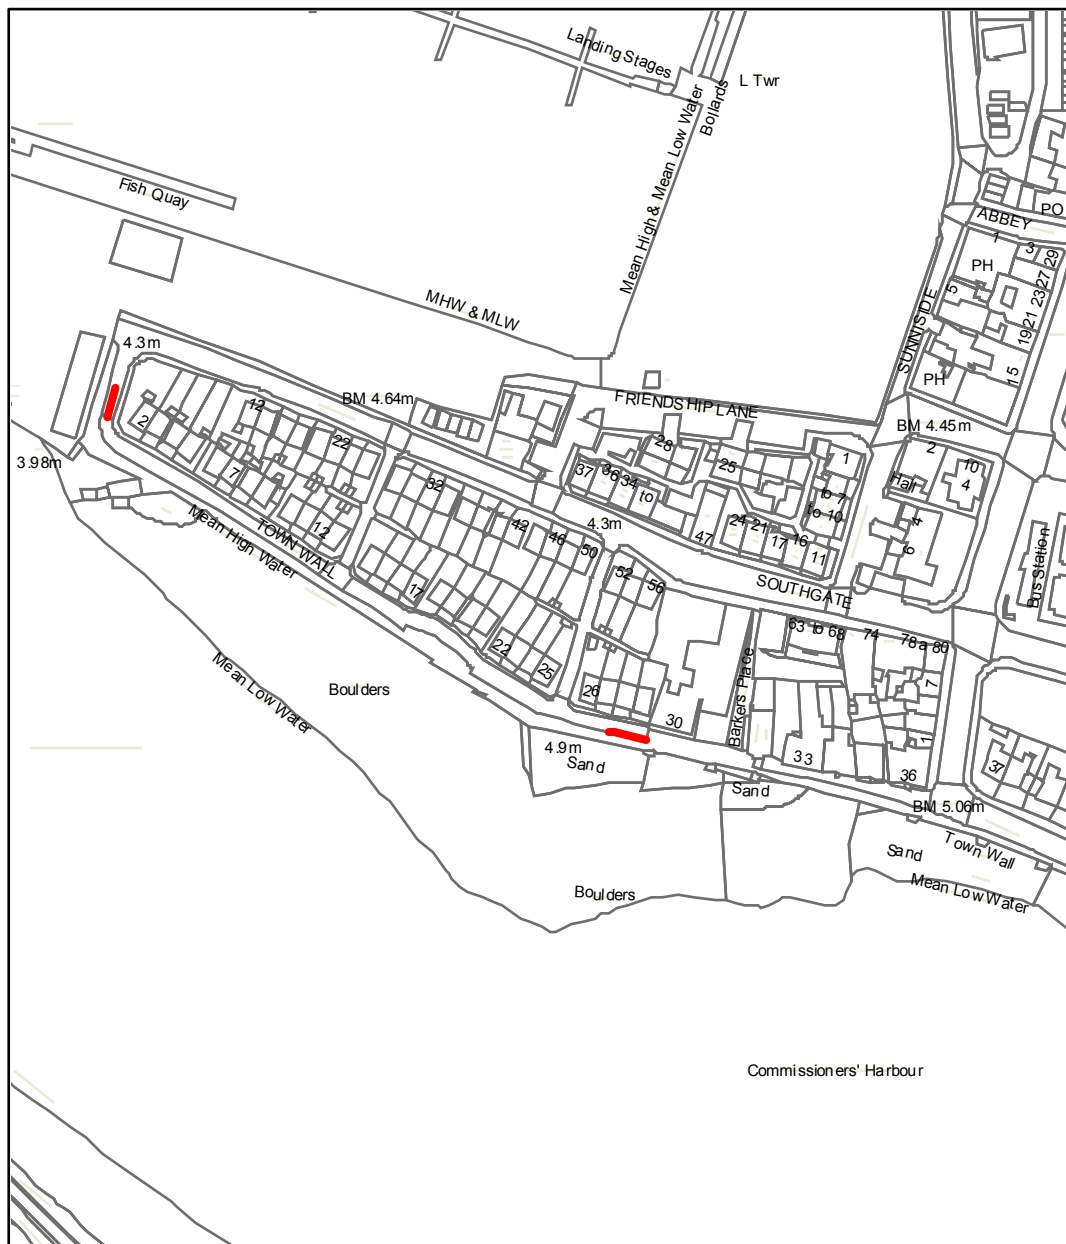 Landing Stages
L Twr
Bollards
Mean High & Mean Low Water
Fish Quay
PO
ABBEY
1
3
29
PH
27
5
23
21
19
SUNNISIDE
MHW & MLW
4.3m
PH
15
BM 4.64m
FRIENDSHIP LANE
BM 4.45m
2
12
22
28
2
10
4
Hall
3.98m
7
32
37
36
34 to
25
1
to 7
to 10
12
TOWN WALL
Mean High Water
42
46
50
4.3m
47
24
21
17
16
11
4
6
Bus Station
17
52
56
SOUTHGATE
63 to 68
74
78a
80
22
25
26
30
Barkers Place
7
1
33
36
37
Mean Low Water
Boulders
4.9m
Sand
Sand
BM 5.06m
Town Wall
Sand
Mean Low Water
Boulders
Commissioners' Harbour